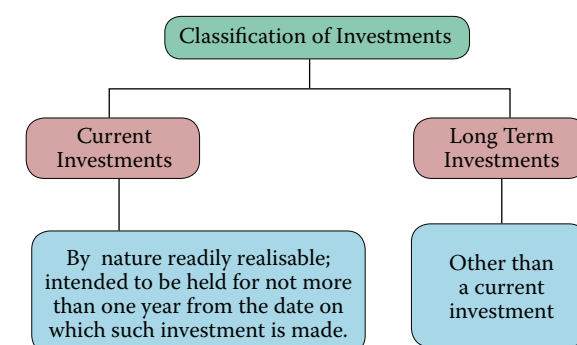 Classification of Investments
Current
Investments
Long Term
Investments
By nature readily realisable;
intended to be held for not more
than one year from the date on
which such investment is made.
Other than
a current
investment